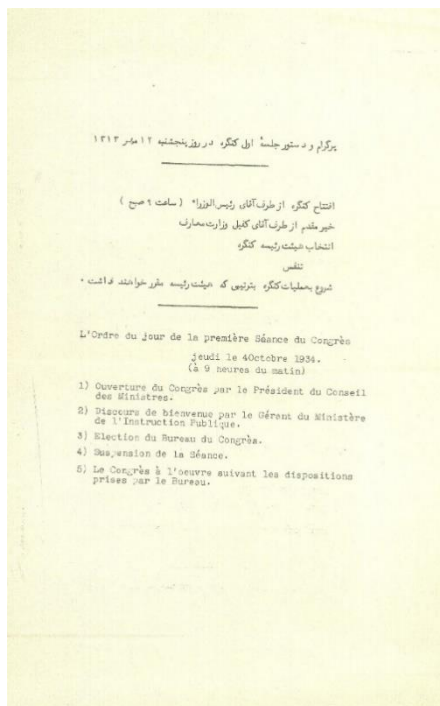 پرگرام و دستور جلسهٔ اول کنگره در روز پنجشنبه ۱۲ مهر ۱۳۱۳
افتتاح کنگره از طرف آقای رئیس الوزراء ( ساعت ۹ صبح )
خیر مقدم از طرف آقای کفیل وزارت معارف
انتخاب هیئت رئیسه کنگره
تنفس
شروع بعملیات کنگره بترتیبی که هیئت رئیسه مقرر خواهند داشت .
L'Ordre du jour de la première Séance du Congrès
jeudi le 4Octobre 1934.
(à 9 heures du matin)
1) Ouverture du Congrès par le Président du Conseil
des Ministres.
2) Discours de bienvenue par le Gérant du Ministère
de l'Instruction Publique.
3) Election du Bureau du Congrès.
4) Suspension de la Séance.
5) Le Congrès à l'oeuvre suivant les dispositions
prises par le Bureau.